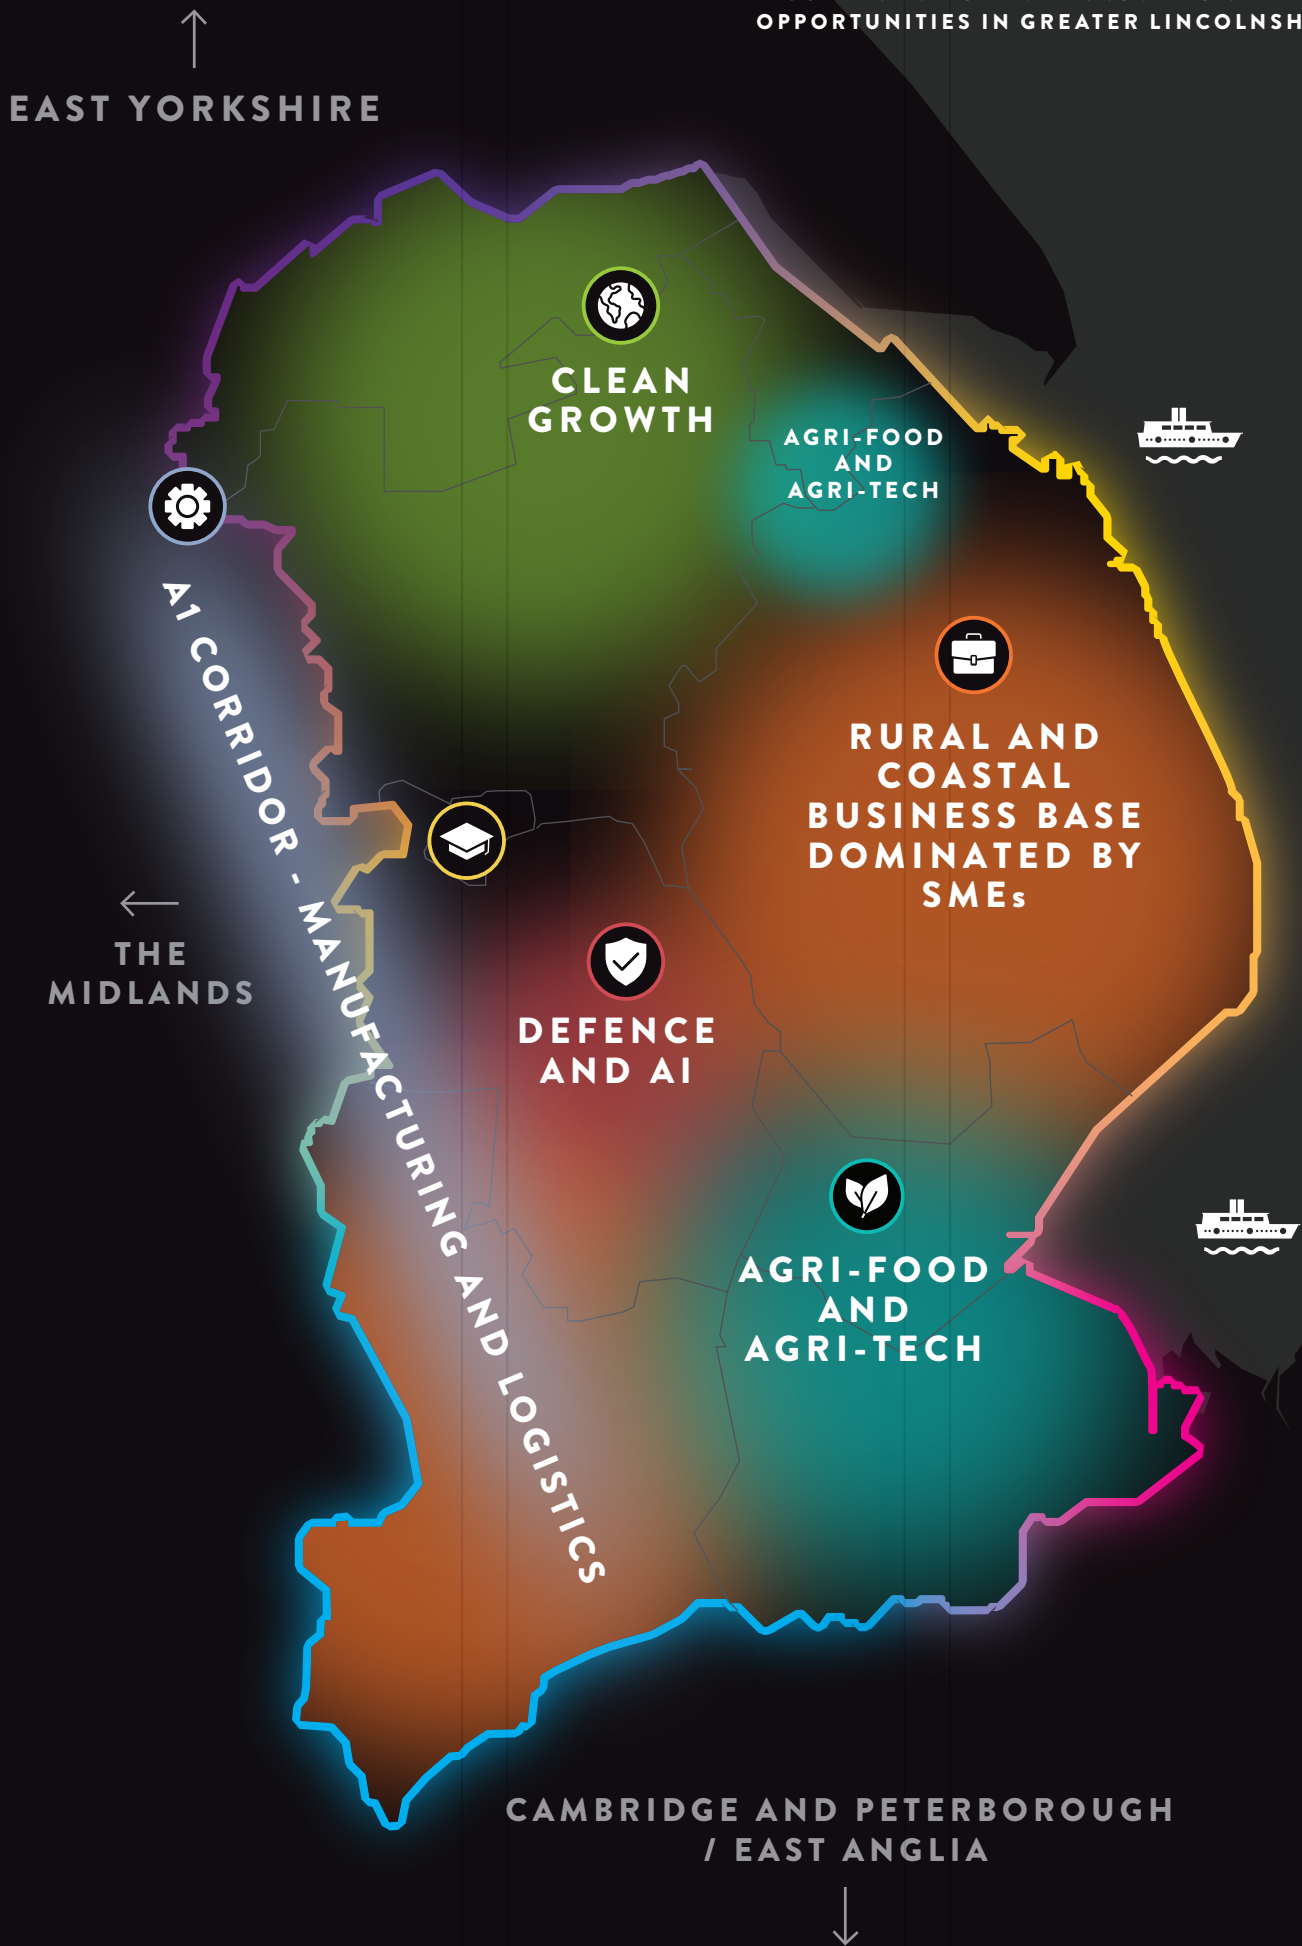 OPPORTUNITIES IN GREATER
EAST YORKSHIRE
CLEAN
GROWTH
AGRI-FOOD
AND
AGRI-TECH
A1 CORRIDOR - MANUFACTURING AND LOGISTICS
RURAL AND
COASTAL
BUSINESS BASE
DOMINATED BY
SMEs
THE
MIDLANDS
DEFENCE
AND AI
AGRI-FOOD
AND
AGRI-TECH
CAMBRIDGE AND PETERBOROUGH
/ EAST ANGLIA